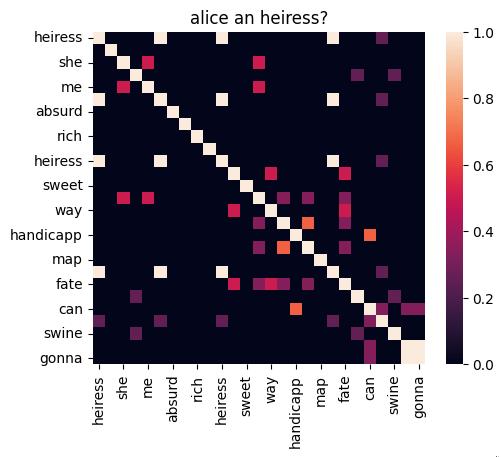 alice an heiress?
heiress
she
me
absurd
rich
heiress
sweet
way
handicapp
map
fate
can
swine
gonna
1.0
0.8
0.6
0.4
0.2
0.0
heiress
she
me
absurd
rich
heiress
sweet
way
handicapp
map
fate
can
swine
gonna